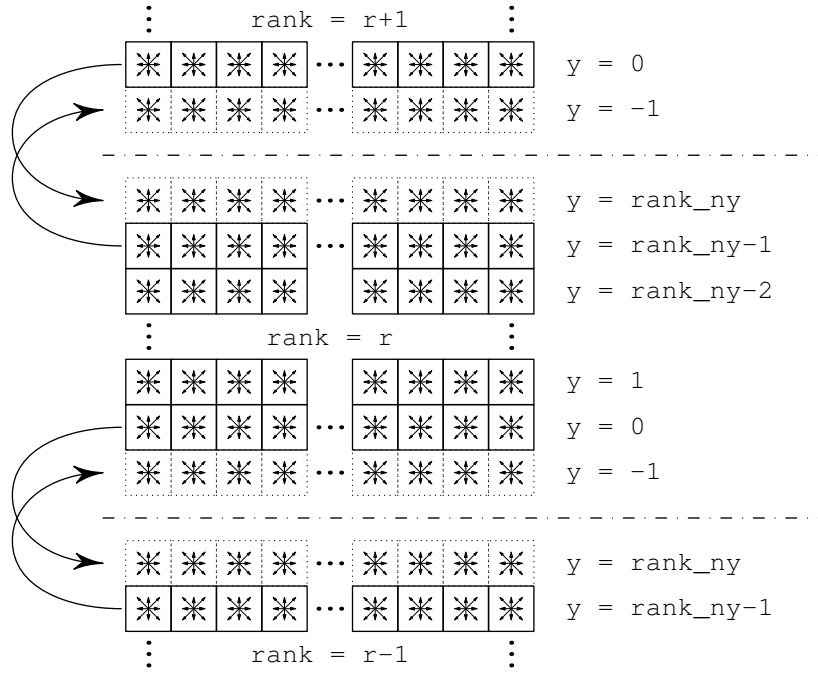 rank = r+1
y = 0
y = −1
y = rank_ny
y = rank_ny−1
y = rank_ny−2
rank = r
y = 1
y = 0
y = −1
y = rank_ny
y = rank_ny−1
rank = r−1